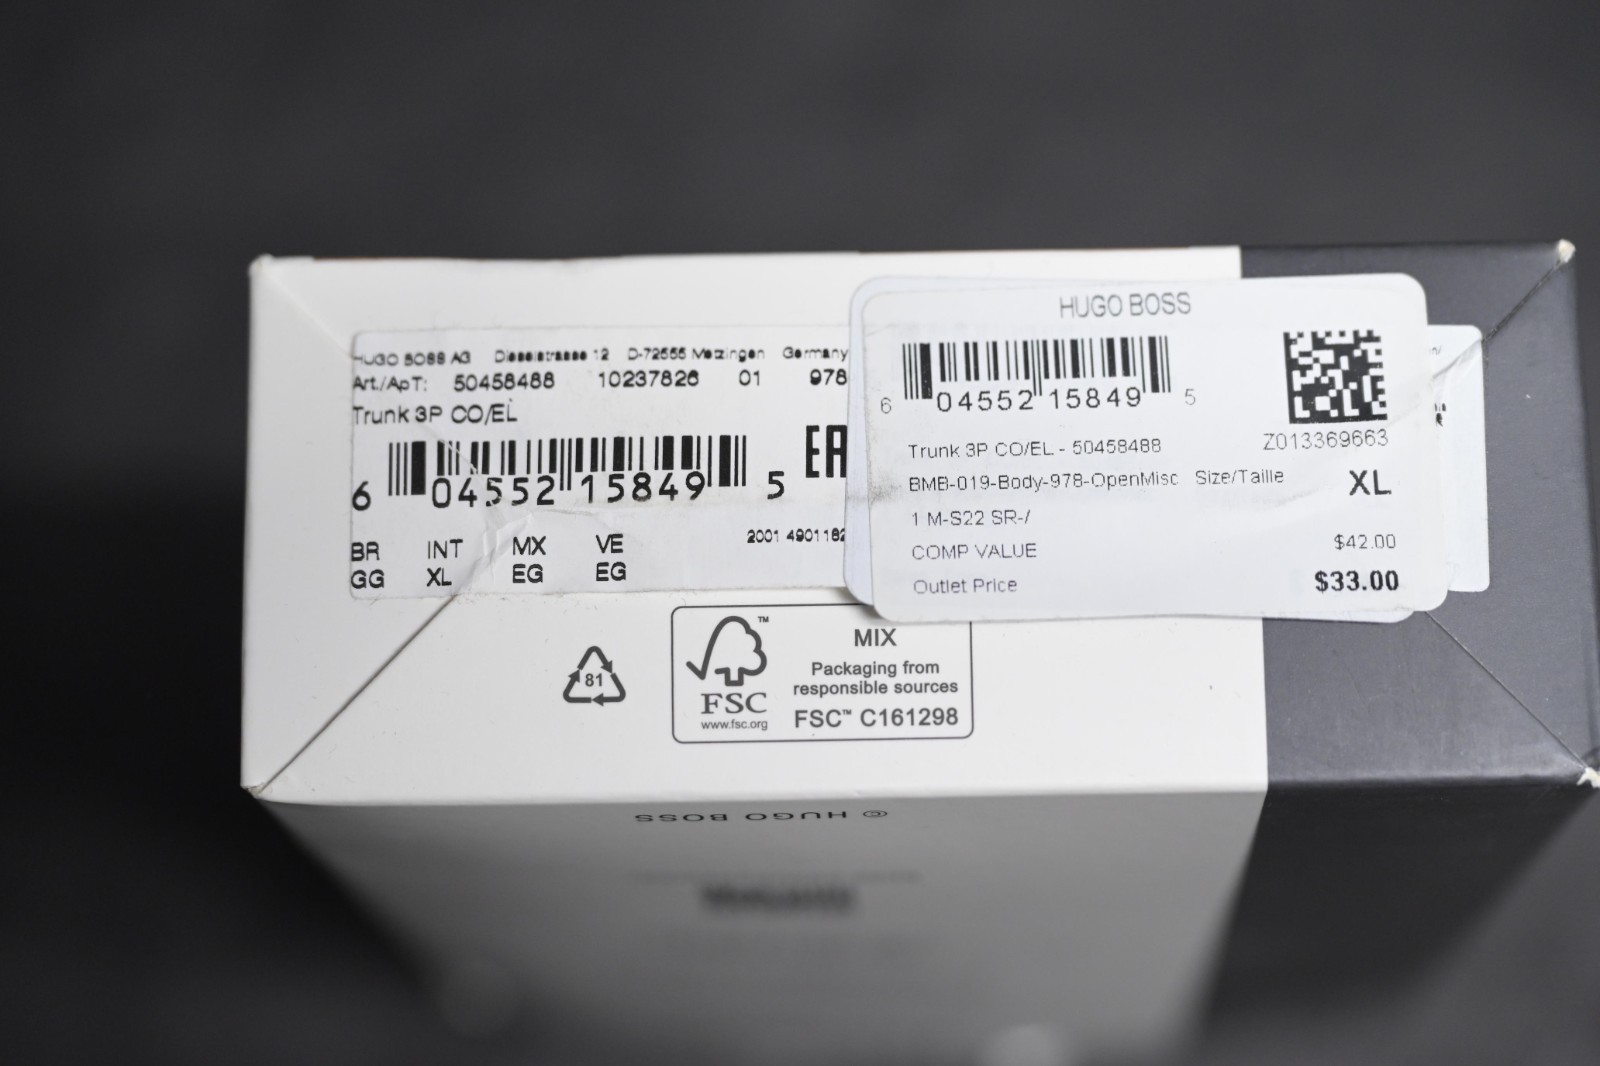 HUGO BOSS AG Dieselstrasse 12 D-72555 Metzingen Germany
Art./ApT: 50458488 10237826 01 978
Trunk 3P CO/EL
6 04552 15849 5
EAC
BR INT MX VE
GG XL EG EG
2001 4901182
HUGO BOSS
6 04552 15849 5
Z013369663
Trunk 3P CO/EL - 50458488
BMB-019-Body-978-OpenMisc Size/Taille XL
1 M-S22 SR-/
COMP VALUE $42.00
Outlet Price $33.00
81
FSC
TM
www.fsc.org
MIX
Packaging from
responsible sources
FSC™ C161298
© HUGO BOSS